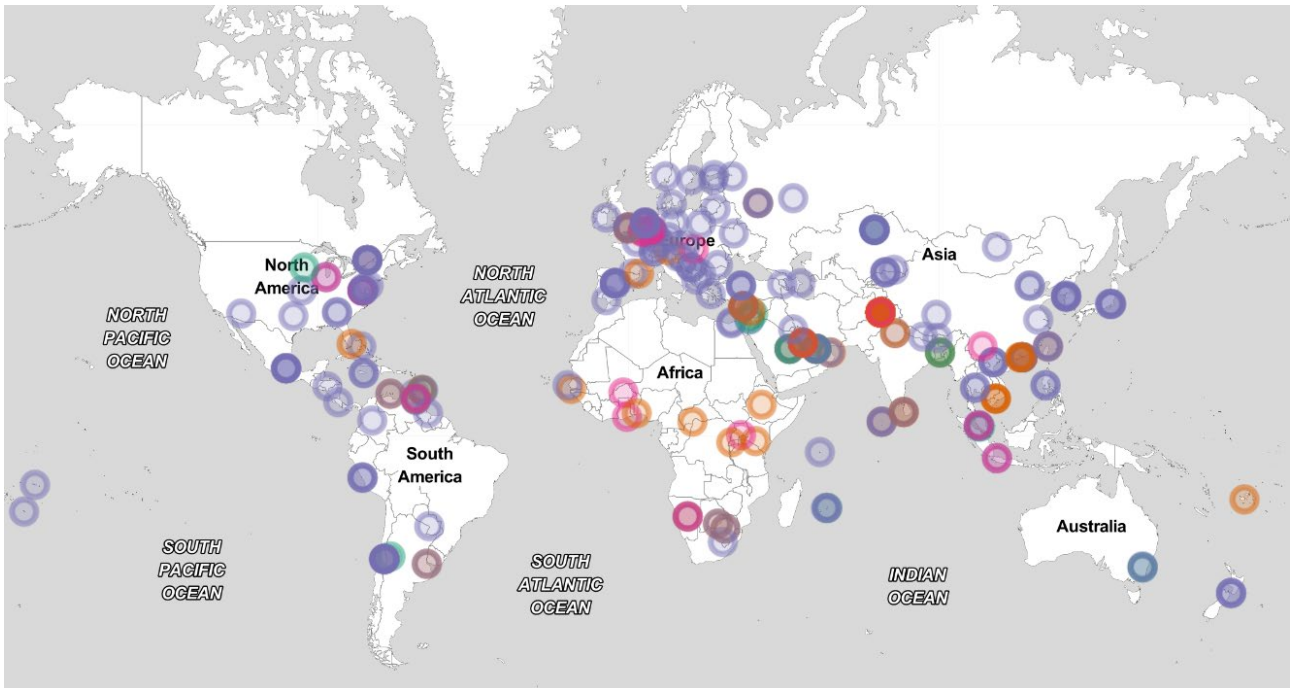 North
America
NORTH
PACIFIC
OCEAN
NORTH
ATLANTIC
OCEAN
Europe
Asia
Africa
South
America
SOUTH
PACIFIC
OCEAN
SOUTH
ATLANTIC
OCEAN
INDIAN
OCEAN
Australia